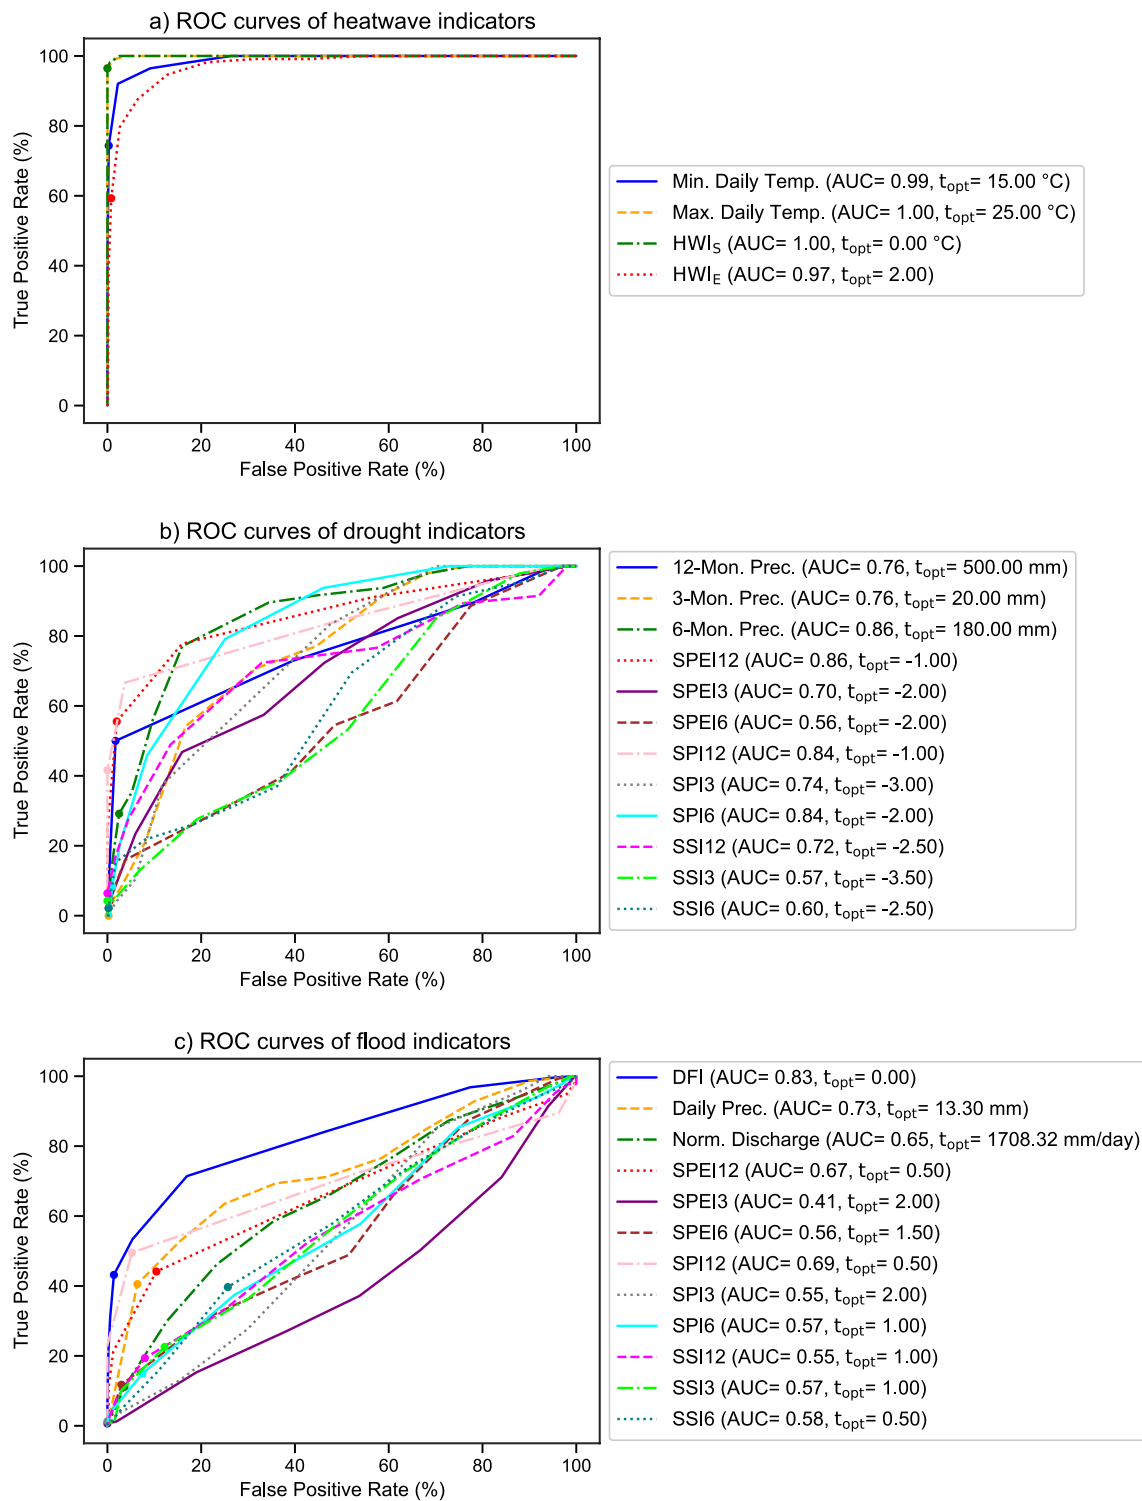 a) ROC curves of heatwave indicators
100
80
60
40
20
0
True Positive Rate (%)
0 20 40 60 80 100
False Positive Rate (%)
Min. Daily Temp. (AUC= 0.99, topt= 15.00 °C)
Max. Daily Temp. (AUC= 1.00, topt= 25.00 °C)
HWIS (AUC= 1.00, topt= 0.00 °C)
HWIE (AUC= 0.97, topt= 2.00)
b) ROC curves of drought indicators
100
80
60
40
20
0
True Positive Rate (%)
0 20 40 60 80 100
False Positive Rate (%)
12-Mon. Prec. (AUC= 0.76, topt= 500.00 mm)
3-Mon. Prec. (AUC= 0.76, topt= 20.00 mm)
6-Mon. Prec. (AUC= 0.86, topt= 180.00 mm)
SPEI12 (AUC= 0.86, topt= -1.00)
SPEI3 (AUC= 0.70, topt= -2.00)
SPEI6 (AUC= 0.56, topt= -2.00)
SPI12 (AUC= 0.84, topt= -1.00)
SPI3 (AUC= 0.74, topt= -3.00)
SPI6 (AUC= 0.84, topt= -2.00)
SSI12 (AUC= 0.72, topt= -2.50)
SSI3 (AUC= 0.57, topt= -3.50)
SSI6 (AUC= 0.60, topt= -2.50)
c) ROC curves of flood indicators
100
80
60
40
20
0
True Positive Rate (%)
0 20 40 60 80 100
False Positive Rate (%)
DFI (AUC= 0.83, topt= 0.00)
Daily Prec. (AUC= 0.73, topt= 13.30 mm)
Norm. Discharge (AUC= 0.65, topt= 1708.32 mm/day)
SPEI12 (AUC= 0.67, topt= 0.50)
SPEI3 (AUC= 0.41, topt= 2.00)
SPEI6 (AUC= 0.56, topt= 1.50)
SPI12 (AUC= 0.69, topt= 0.50)
SPI3 (AUC= 0.55, topt= 2.00)
SPI6 (AUC= 0.57, topt= 1.00)
SSI12 (AUC= 0.55, topt= 1.00)
SSI3 (AUC= 0.57, topt= 1.00)
SSI6 (AUC= 0.58, topt= 0.50)